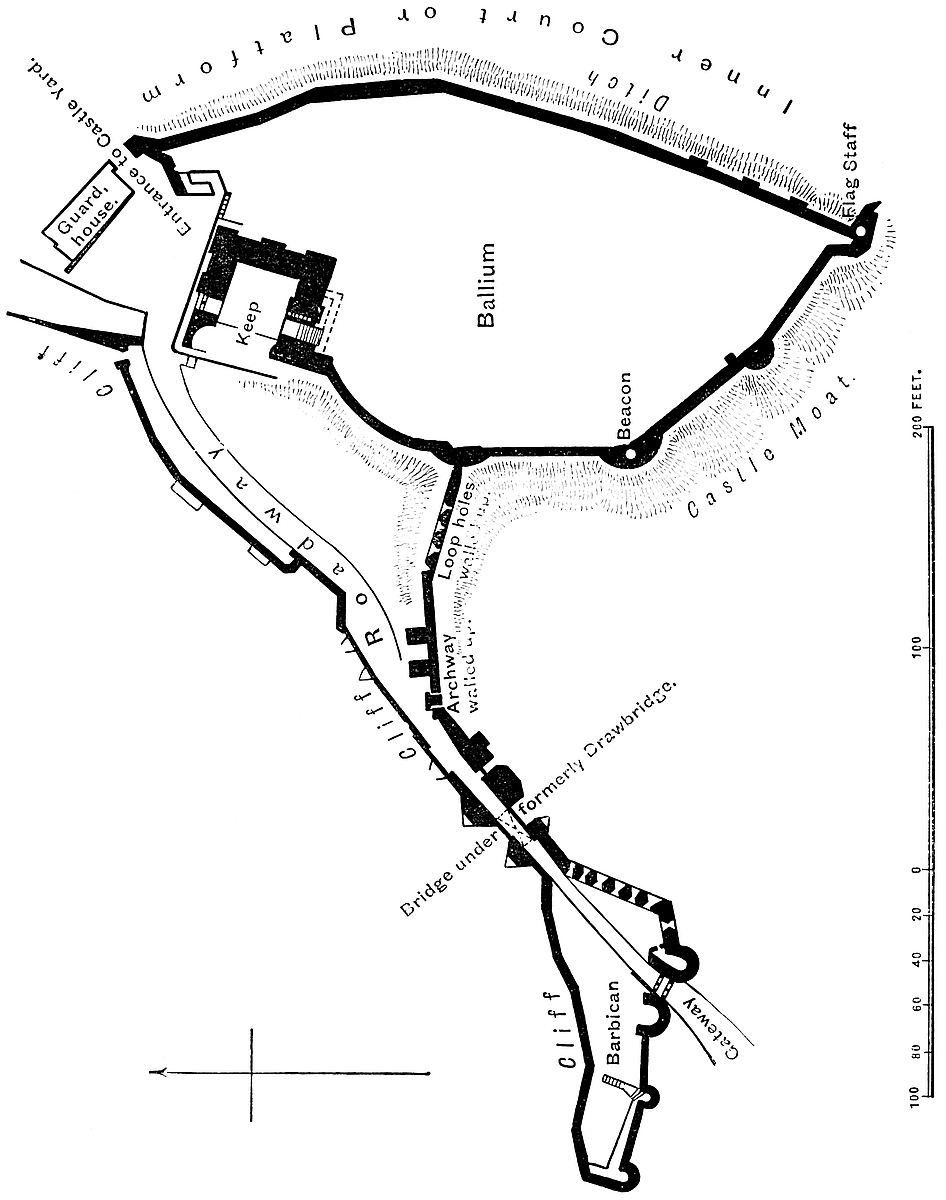 Inner Court or Platform
Ditch
Entrance to Castle Yard.
Guard,
house.
Flag Staff
Keep
Ballium
Cliff
Beacon
Castle Moat.
Roadway
Loop holes
walled up.
Archway
walled up.
Cliff
Bridge under formerly Drawbridge.
Cliff
Barbican
Gateway
100 80 60 40 20 0 100 200 FEET.